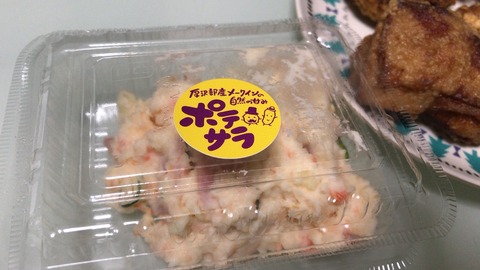 厚沢部産メークインの
自然の甘み
ポテ
サラ